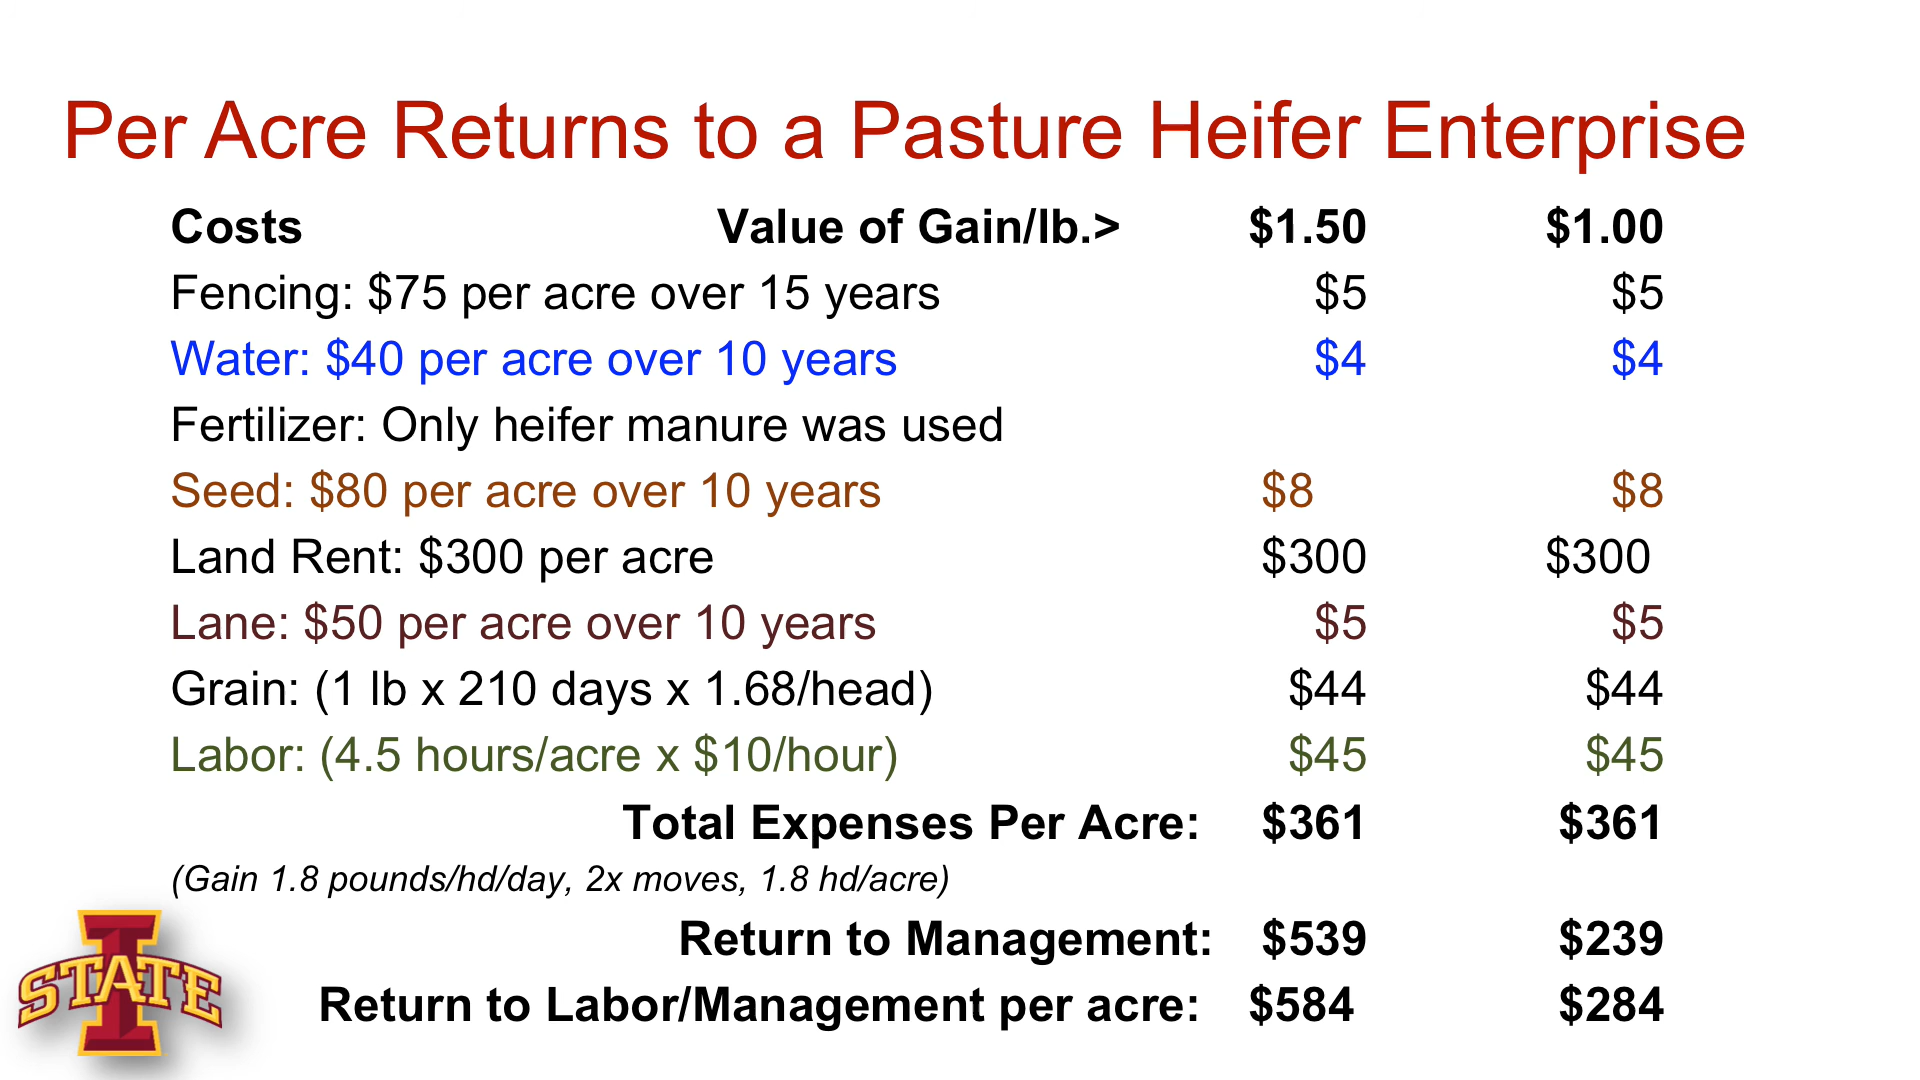 Per Acre Returns to a Pasture Heifer Enterprise
Costs Value of Gain/lb.> $1.50 $1.00
Fencing: $75 per acre over 15 years $5 $5
Water: $40 per acre over 10 years $4 $4
Fertilizer: Only heifer manure was used
Seed: $80 per acre over 10 years $8 $8
Land Rent: $300 per acre $300 $300
Lane: $50 per acre over 10 years $5 $5
Grain: (1 lb x 210 days x 1.68/head) $44 $44
Labor: (4.5 hours/acre x $10/hour) $45 $45
Total Expenses Per Acre: $361 $361
(Gain 1.8 pounds/hd/day, 2x moves, 1.8 hd/acre)
Return to Management: $539 $239
Return to Labor/Management per acre: $584 $284
I STATE